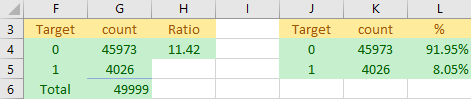 F G H I J K L
3 Target count Ratio Target count %
4 0 45973 11.42 0 45973 91.95%
5 1 4026 1 4026 8.05%
6 Total 49999